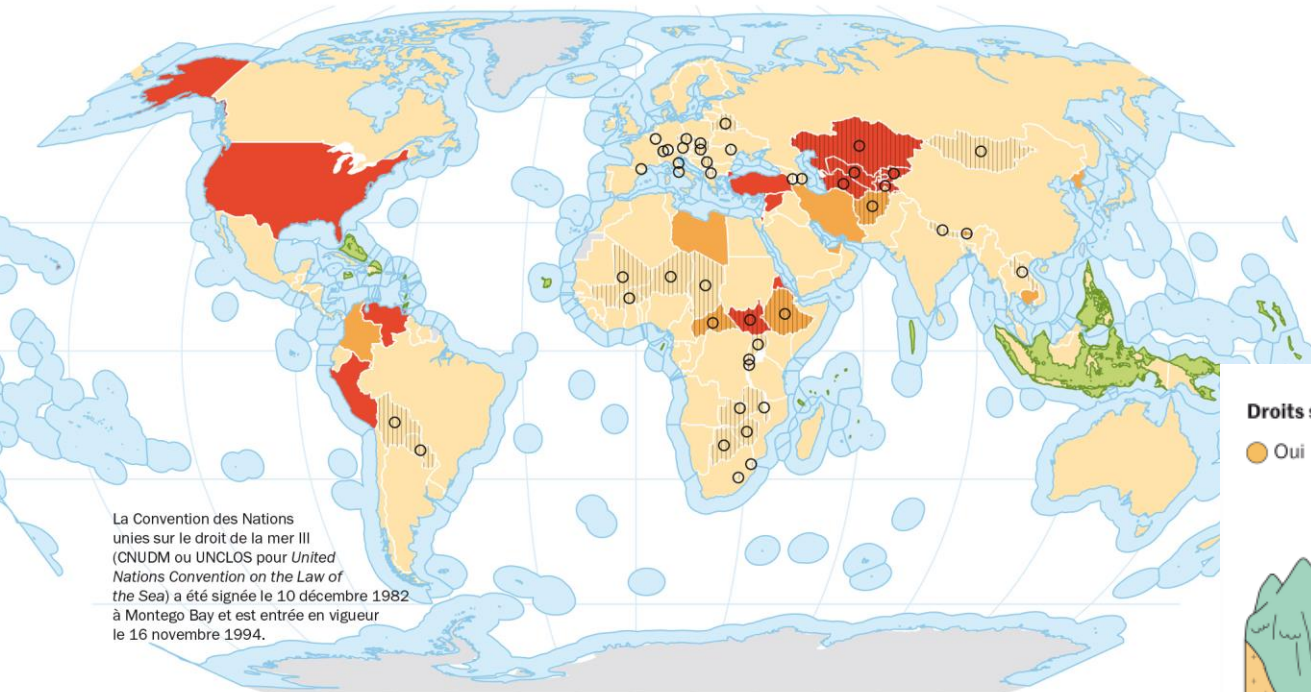 La Convention des Nations
unies sur le droit de la mer III
(CNUDM ou UNCLOS pour United
Nations Convention on the Law of
the Sea) a été signée le 10 décembre 1982
à Montego Bay et est entrée en vigueur
le 16 novembre 1994.
Droits
Oui